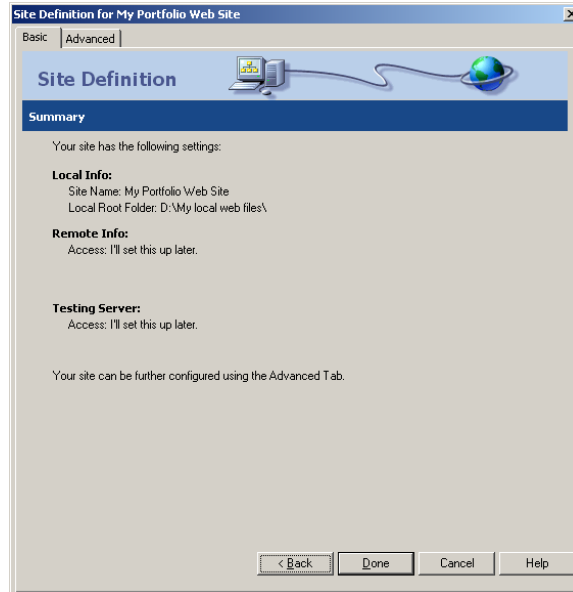 Site Definition for My Portfolio Web Site
Basic Advanced
Site Definition
Summary
Your site has the following settings:
Local Info:
Site Name: My Portfolio Web Site
Local Root Folder: D:\My local web files\
Remote Info:
Access: I'll set this up later.
Testing Server:
Access: I'll set this up later.
Your site can be further configured using the Advanced Tab.
< Back Done Cancel Help